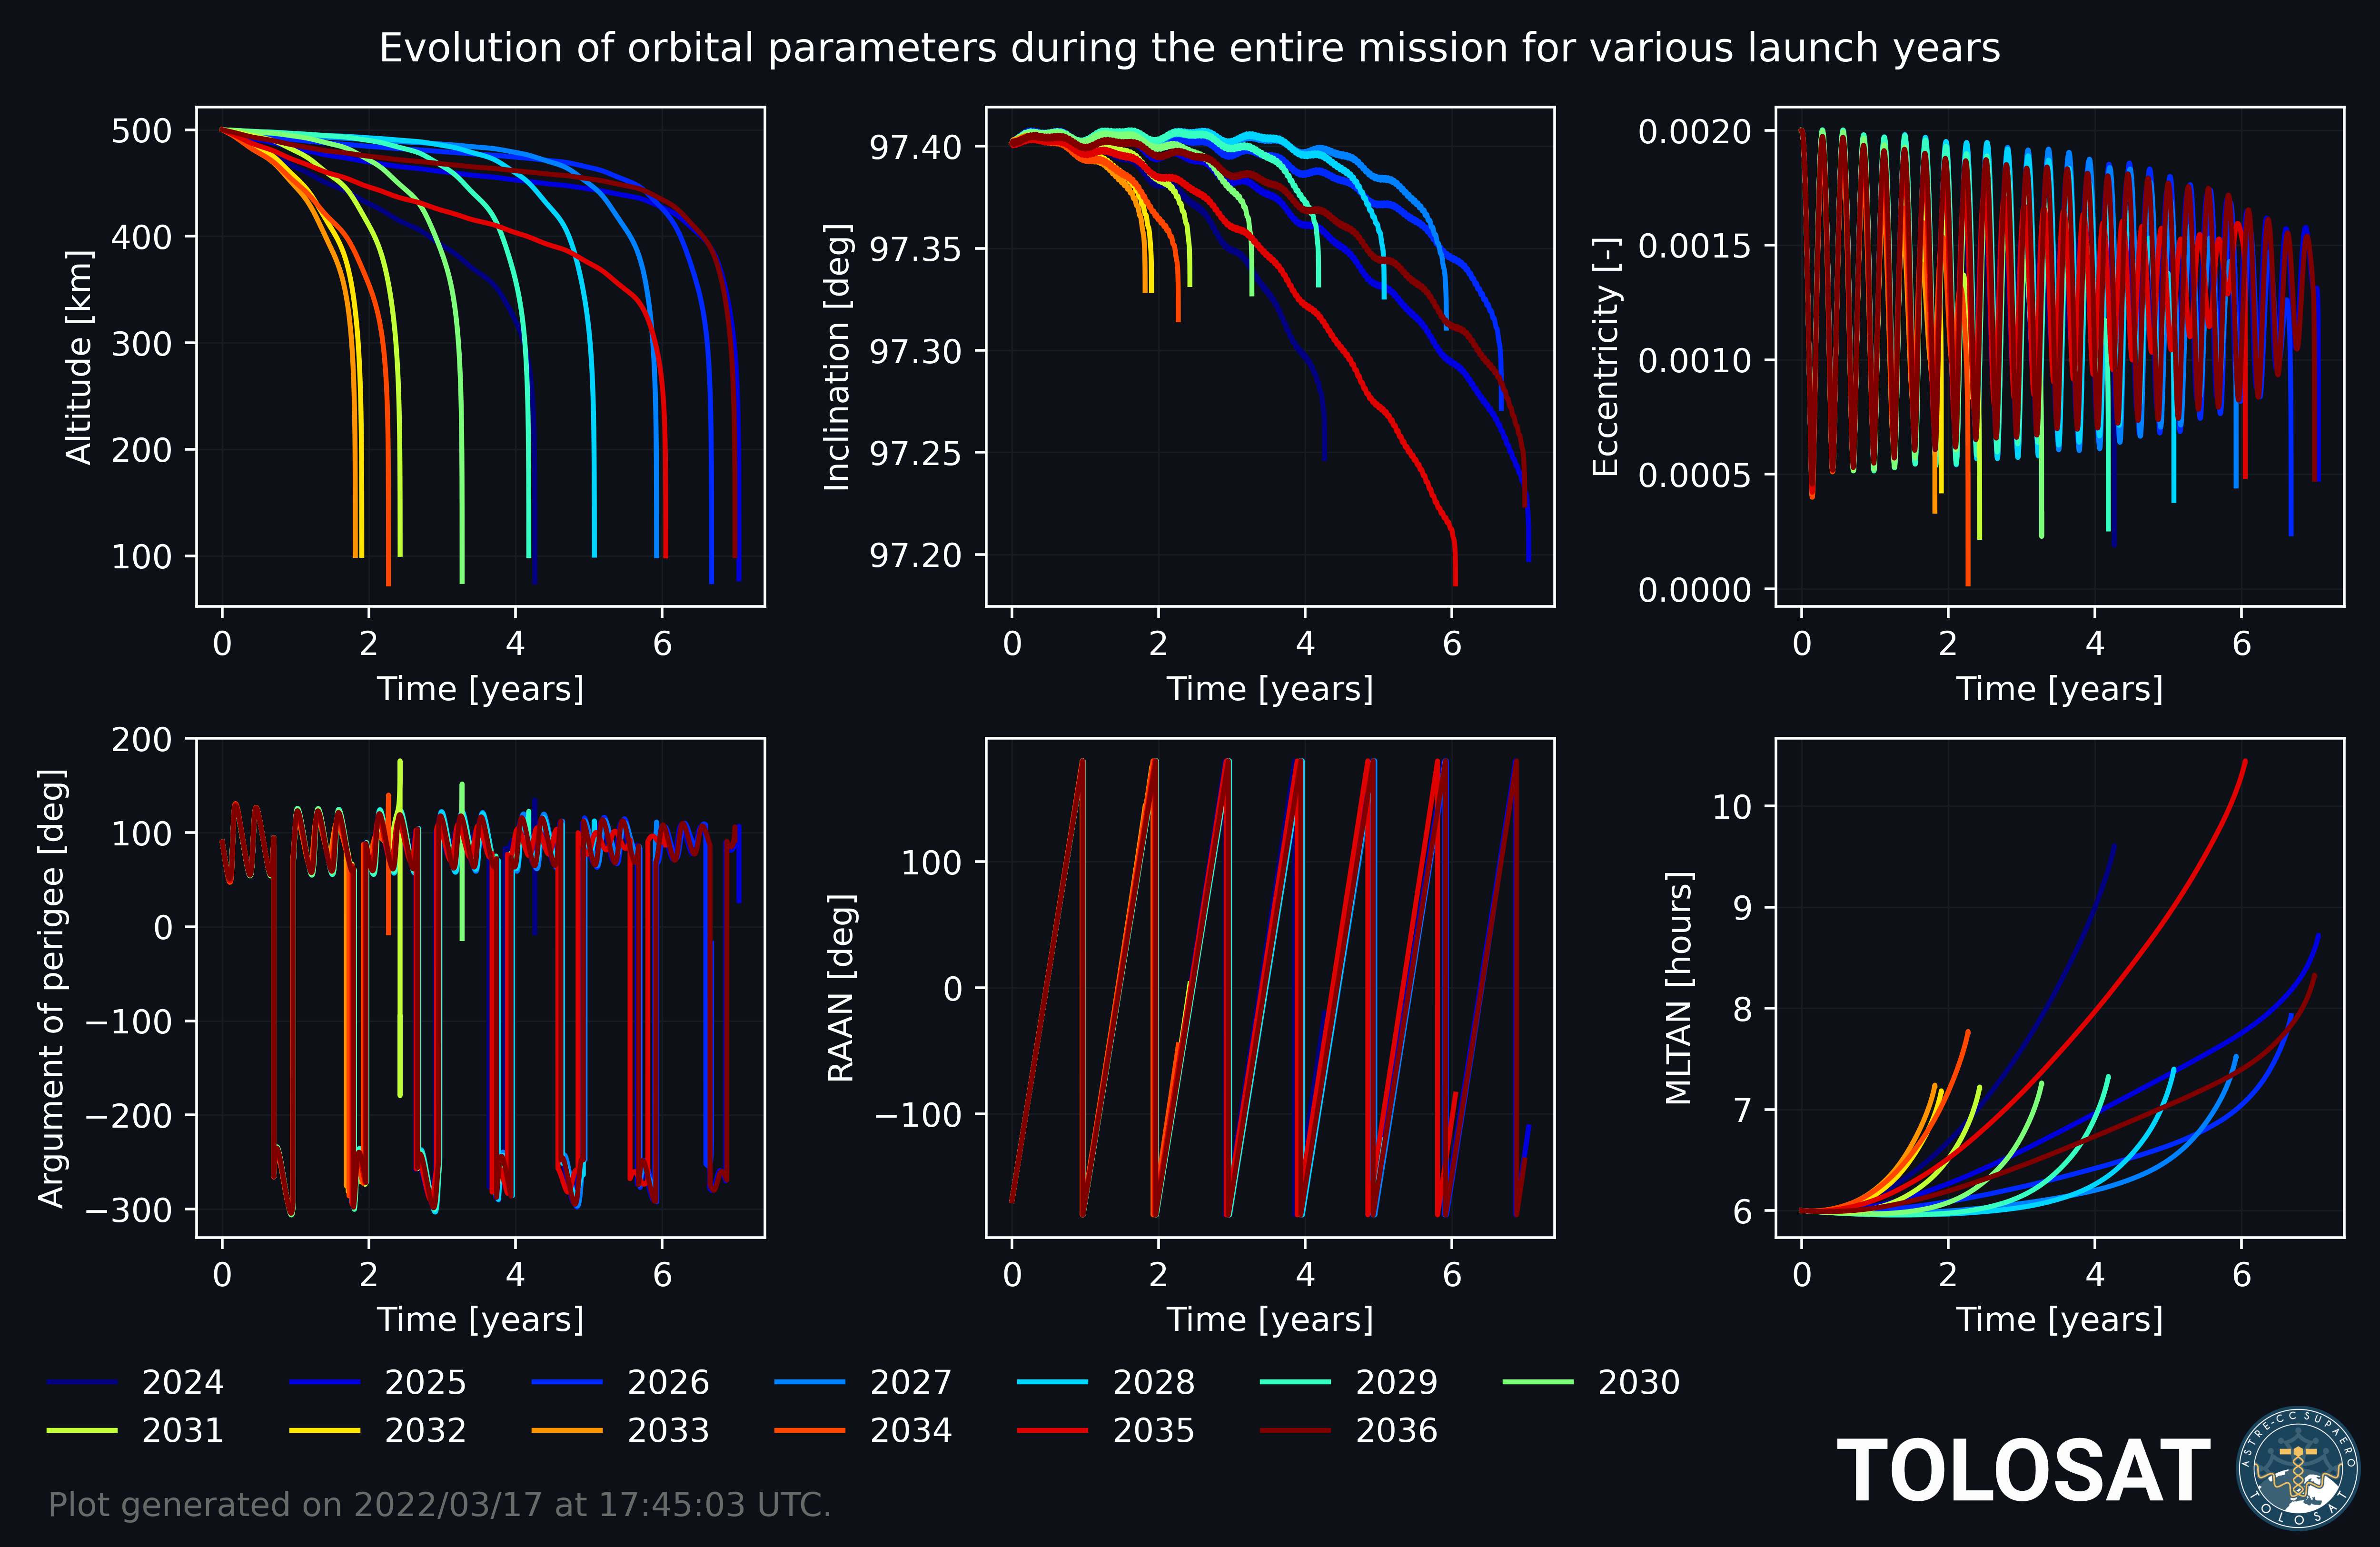 Evolution of orbital parameters during the entire mission for various launch years
Altitude [km]
500
400
300
200
100
0 2 4 6
Time [years]
Inclination [deg]
97.40
97.35
97.30
97.25
97.20
0 2 4 6
Time [years]
Eccentricity [-]
0.0020
0.0015
0.0010
0.0005
0.0000
0 2 4 6
Time [years]
Argument of perigee [deg]
200
100
0
−100
−200
−300
0 2 4 6
Time [years]
RAAN [deg]
100
0
−100
0 2 4 6
Time [years]
MLTAN [hours]
10
9
8
7
6
0 2 4 6
Time [years]
2024 2025 2026 2027 2028 2029 2030
2031 2032 2033 2034 2035 2036
Plot generated on 2022/03/17 at 17:45:03 UTC.
TOLOSAT
ASTRE-CC SUPAERO
TOLOSAT